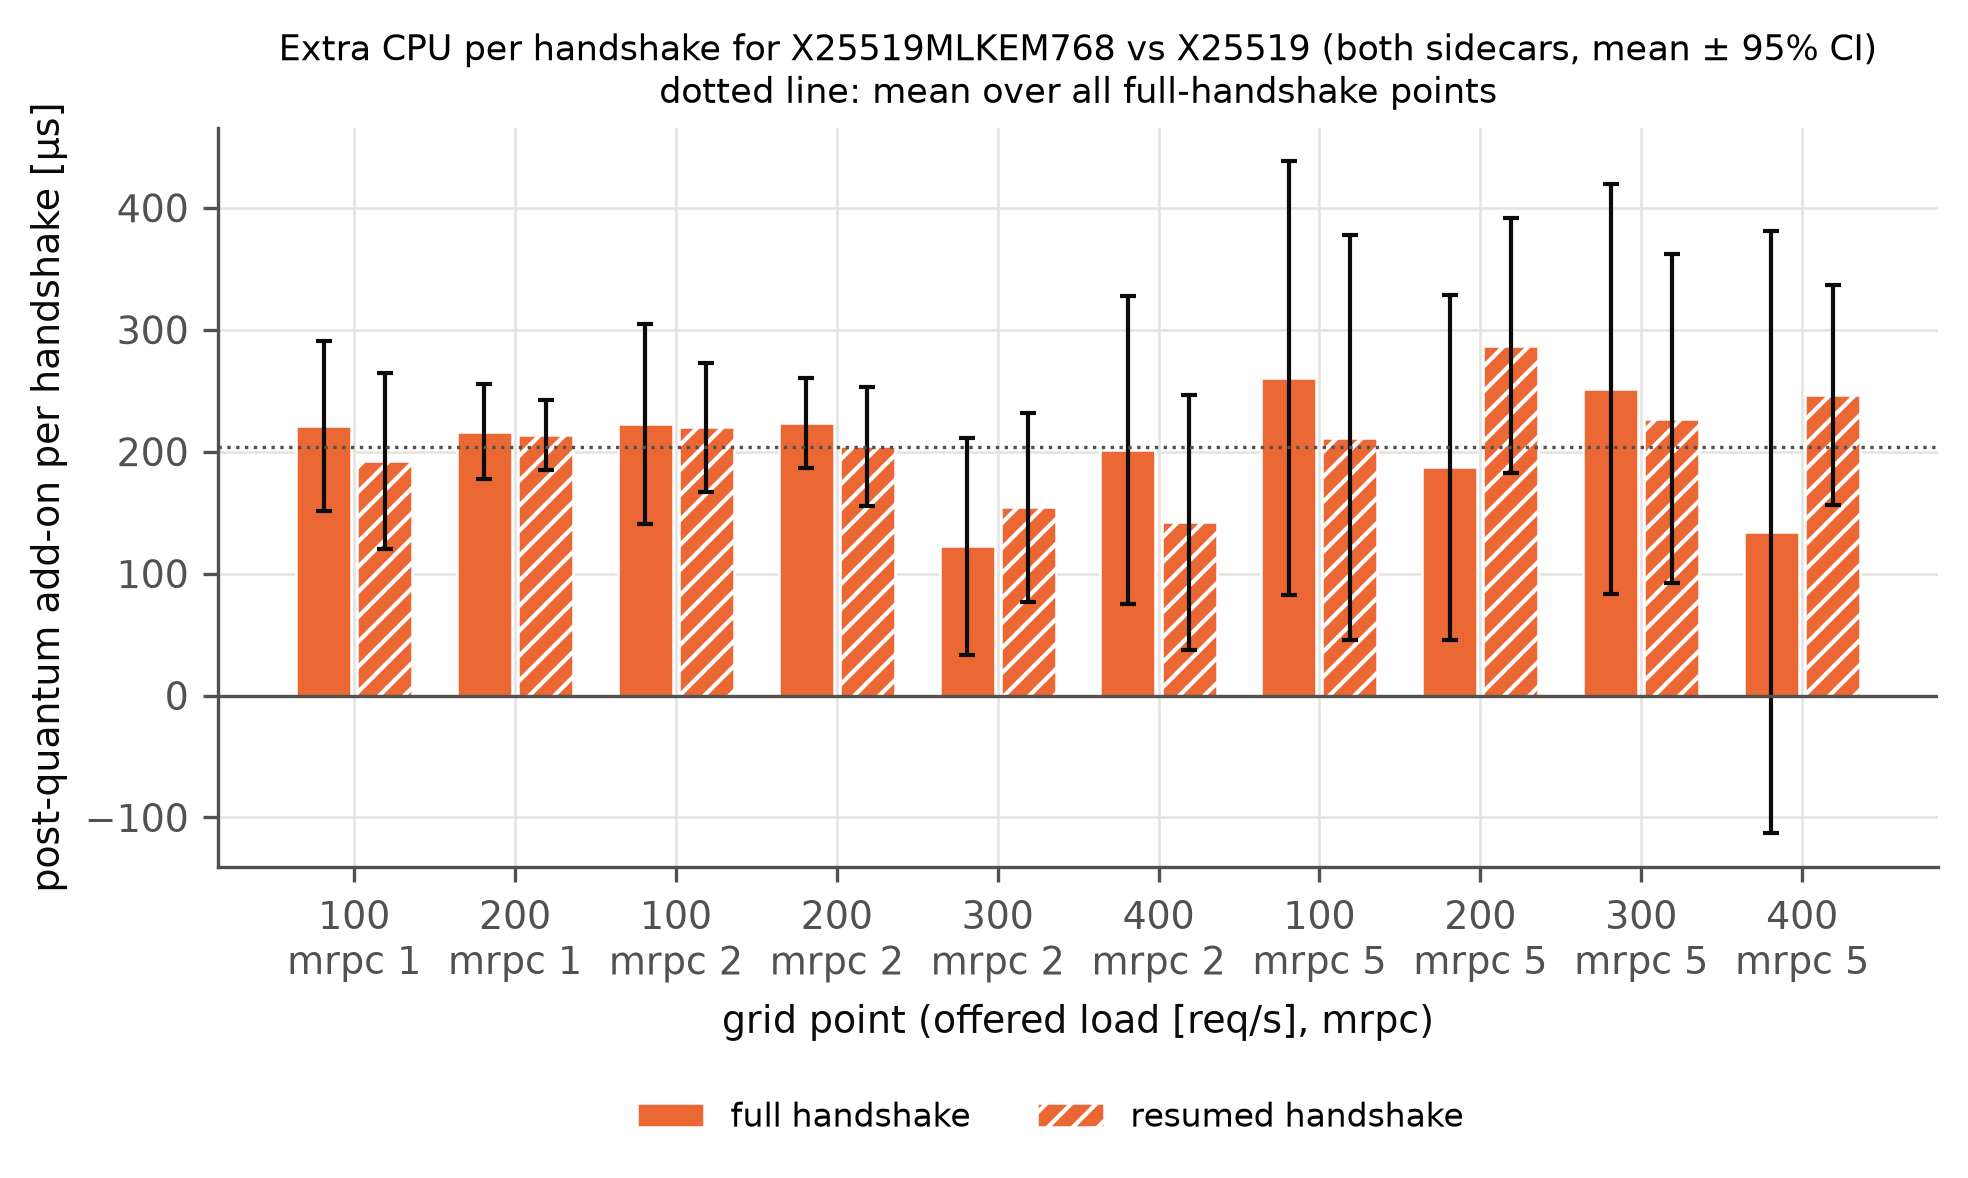 Extra CPU per handshake for X25519MLKEM768 vs X25519 (both sidecars, mean ± 95% CI)
dotted line: mean over all full-handshake points
post-quantum add-on per handshake [µs]
400
300
200
100
0
−100
100 200 100 200 300 400 100 200 300 400
mrpc 1 mrpc 1 mrpc 2 mrpc 2 mrpc 2 mrpc 2 mrpc 5 mrpc 5 mrpc 5 mrpc 5
grid point (offered load [req/s], mrpc)
full handshake resumed handshake